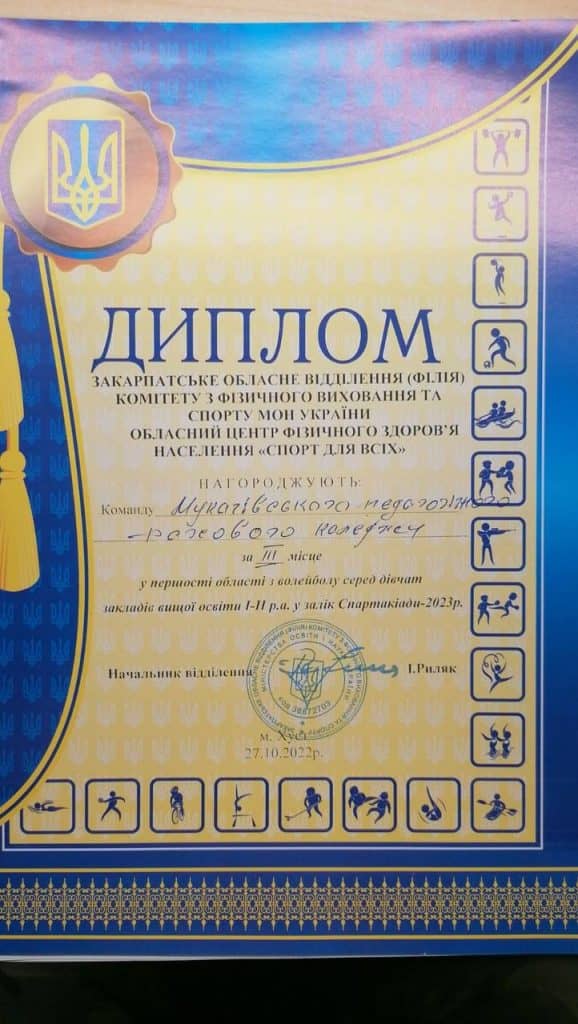 ДИПЛОМ
ЗАКАРПАТСЬКЕ ОБЛАСНЕ ВІДДІЛЕННЯ (ФІЛІЯ)
КОМІТЕТУ З ФІЗИЧНОГО ВИХОВАННЯ ТА
СПОРТУ МОН УКРАЇНИ
ОБЛАСНИЙ ЦЕНТР ФІЗИЧНОГО ЗДОРОВ'Я
НАСЕЛЕННЯ «СПОРТ ДЛЯ ВСІХ»
НАГОРОДЖУЮТЬ:
Команду Мукачівського педагогічного
фахового коледжу
за III місце
у першості області з волейболу серед дівчат
закладів вищої освіти І-ІІ р.а. у залік Спартакіади-2023р.
Начальник відділення І.Риляк
м. Хуст
27.10.2022р.